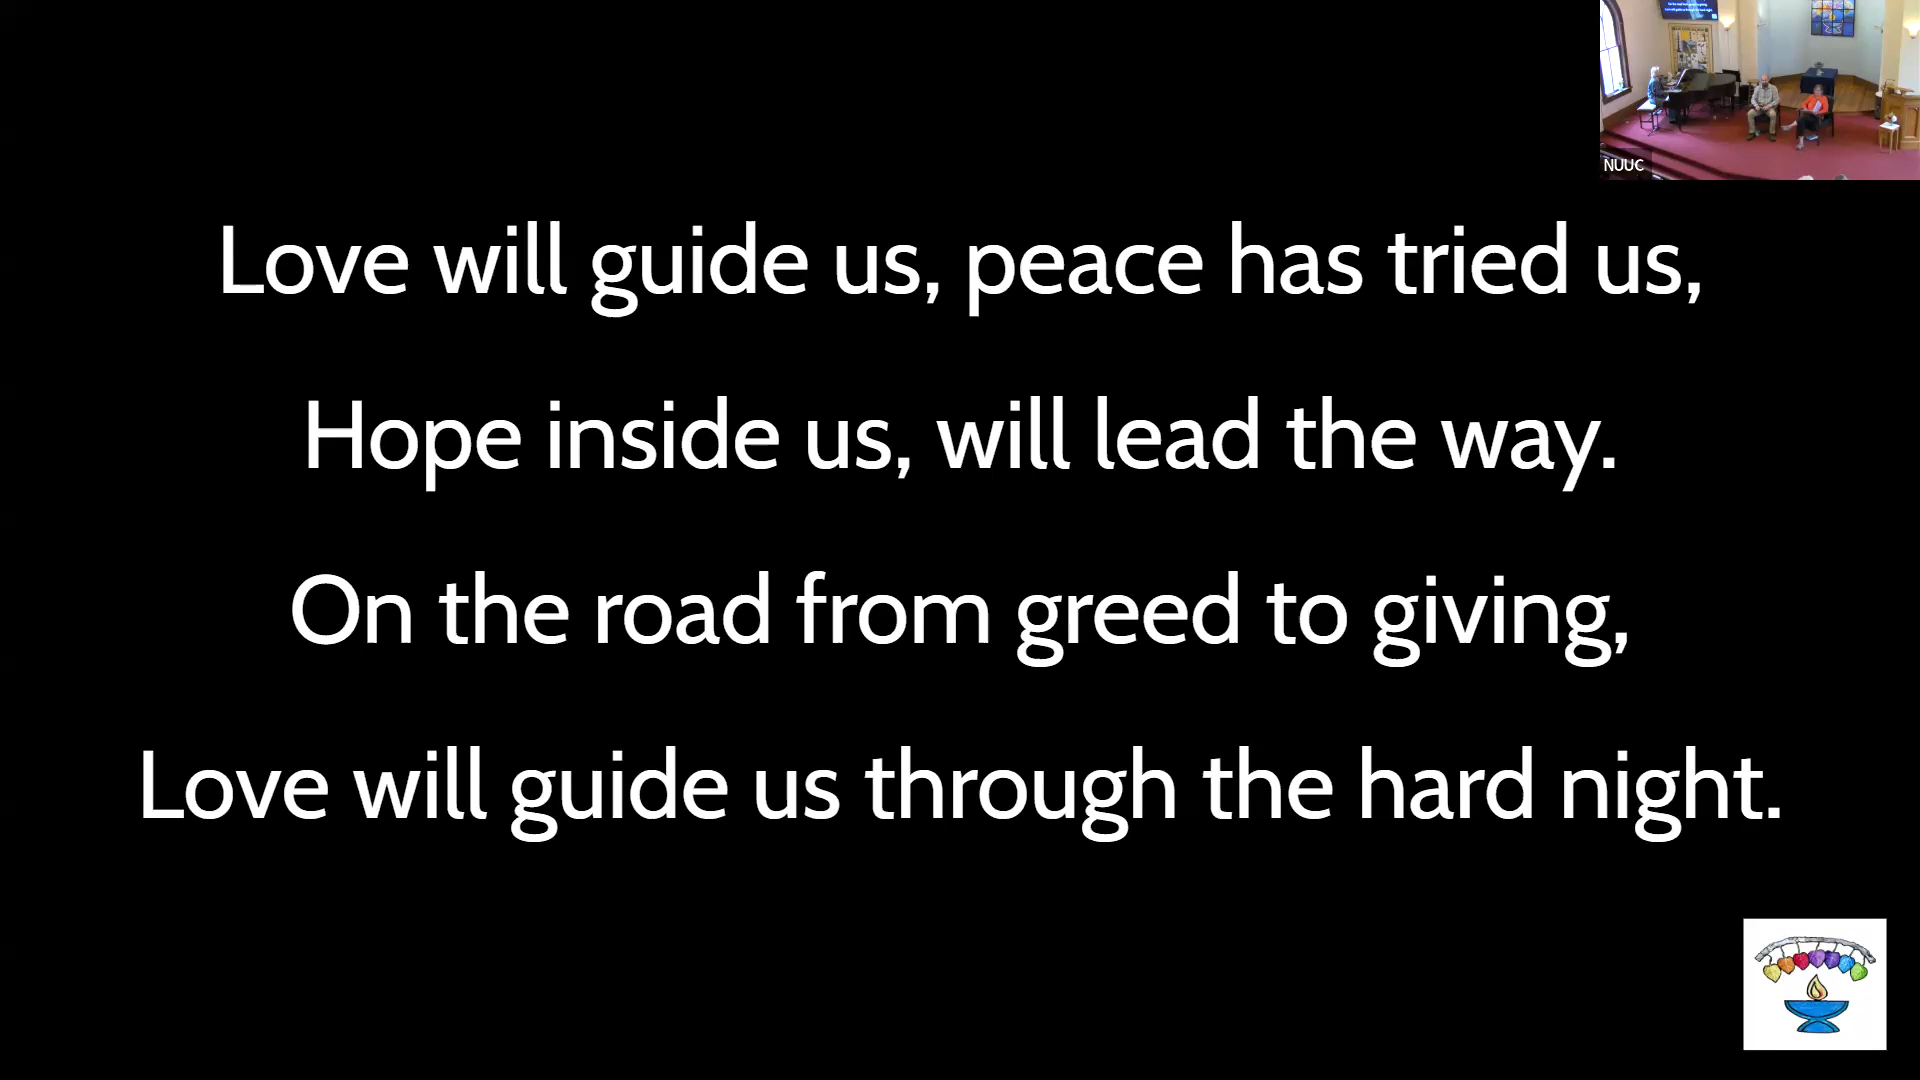 NUUC
Love will guide us, peace has tried us,
Hope inside us, will lead the way.
On the road from greed to giving,
Love will guide us through the hard night.